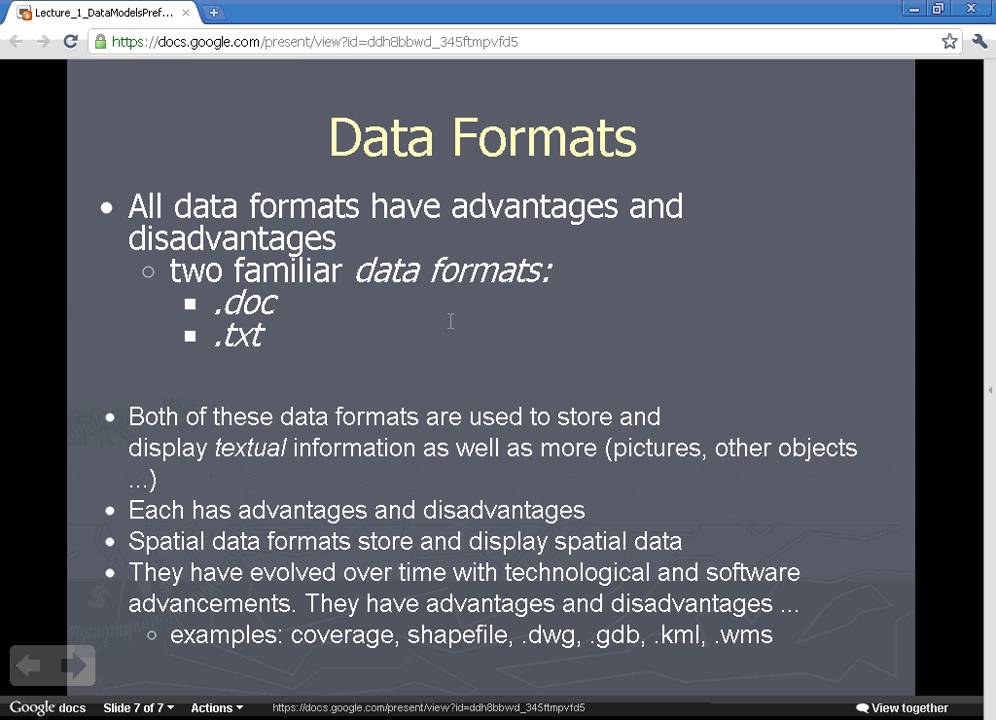 Lecture_1_DataModelsPref...
https://docs.google.com/present/view?id=ddh8bbwd_345ftmpvfd5
Data Formats
• All data formats have advantages and
disadvantages
○ two familiar data formats:
■ .doc
■ .txt
• Both of these data formats are used to store and
display textual information as well as more (pictures, other objects
...)
• Each has advantages and disadvantages
• Spatial data formats store and display spatial data
• They have evolved over time with technological and software
advancements. They have advantages and disadvantages ...
○ examples: coverage, shapefile, .dwg, .gdb, .kml, .wms
Google docs Slide 7 of 7 Actions https://docs.google.com/present/view?id=ddh8bbwd_345ftmpvfd5 View together